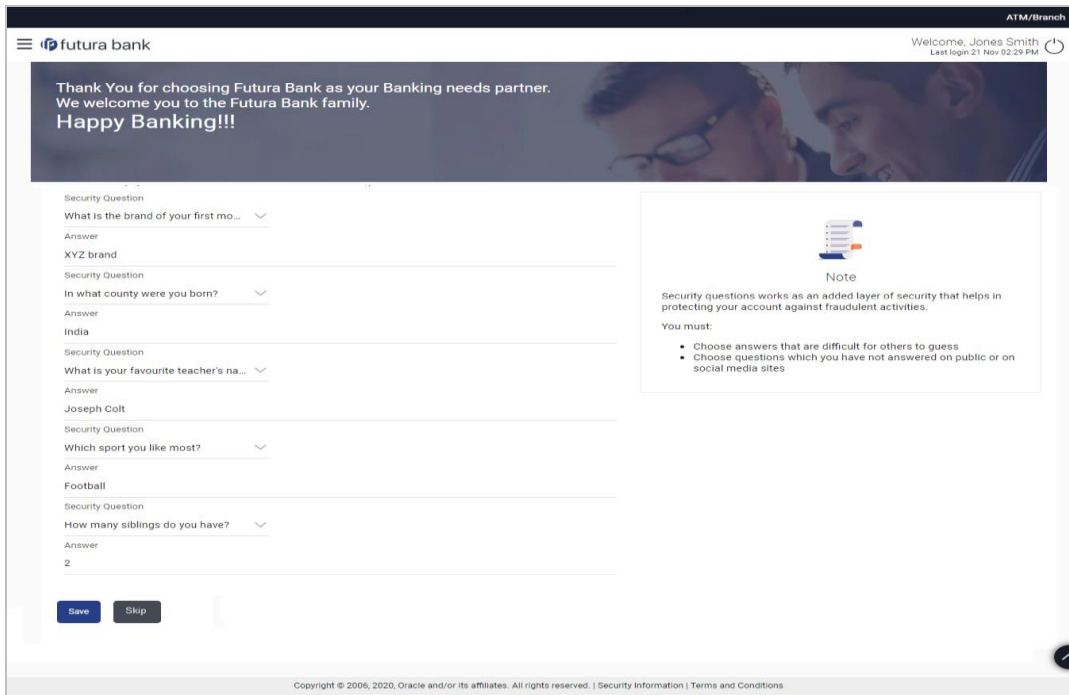 ATM/Branch
futura bank
Welcome, Jones Smith
Last login 21 Nov 02:29 PM
Thank You for choosing Futura Bank as your Banking needs partner.
We welcome you to the Futura Bank family.
Happy Banking!!!
Security Question
What is the brand of your first mo...
Answer
XYZ brand
Security Question
In what county were you born?
Answer
India
Security Question
What is your favourite teacher's na...
Answer
Joseph Colt
Security Question
Which sport you like most?
Answer
Football
Security Question
How many siblings do you have?
Answer
2
Save
Skip
Note
Security questions works as an added layer of security that helps in
protecting your account against fraudulent activities.
You must:
• Choose answers that are difficult for others to guess
• Choose questions which you have not answered on public or on
social media sites
Copyright © 2006, 2020, Oracle and/or its affiliates. All rights reserved. | Security Information | Terms and Conditions